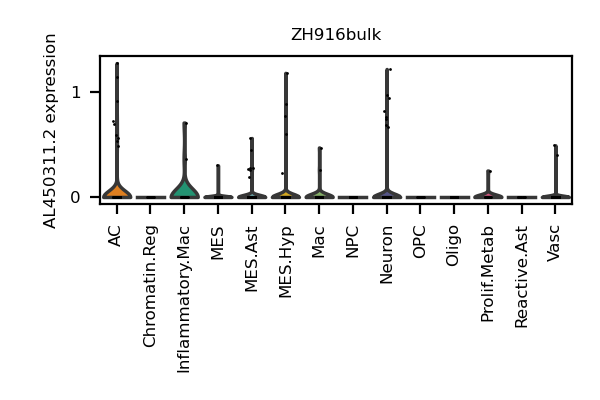 ZH916bulk
AL450311.2 expression
1
0
AC
Chromatin.Reg
Inflammatory.Mac
MES
MES.Ast
MES.Hyp
Mac
NPC
Neuron
OPC
Oligo
Prolif.Metab
Reactive.Ast
Vasc